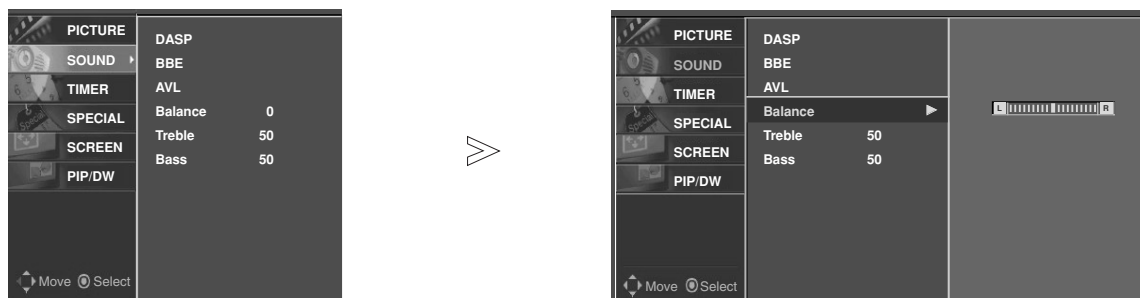 PICTURE
SOUND
TIMER
SPECIAL
SCREEN
PIP/DW
Move Select
DASP
BBE
AVL
Balance 0
Treble 50
Bass 50
PICTURE
SOUND
TIMER
SPECIAL
SCREEN
PIP/DW
Move Select
DASP
BBE
AVL
Balance
Treble 50
Bass 50
L R